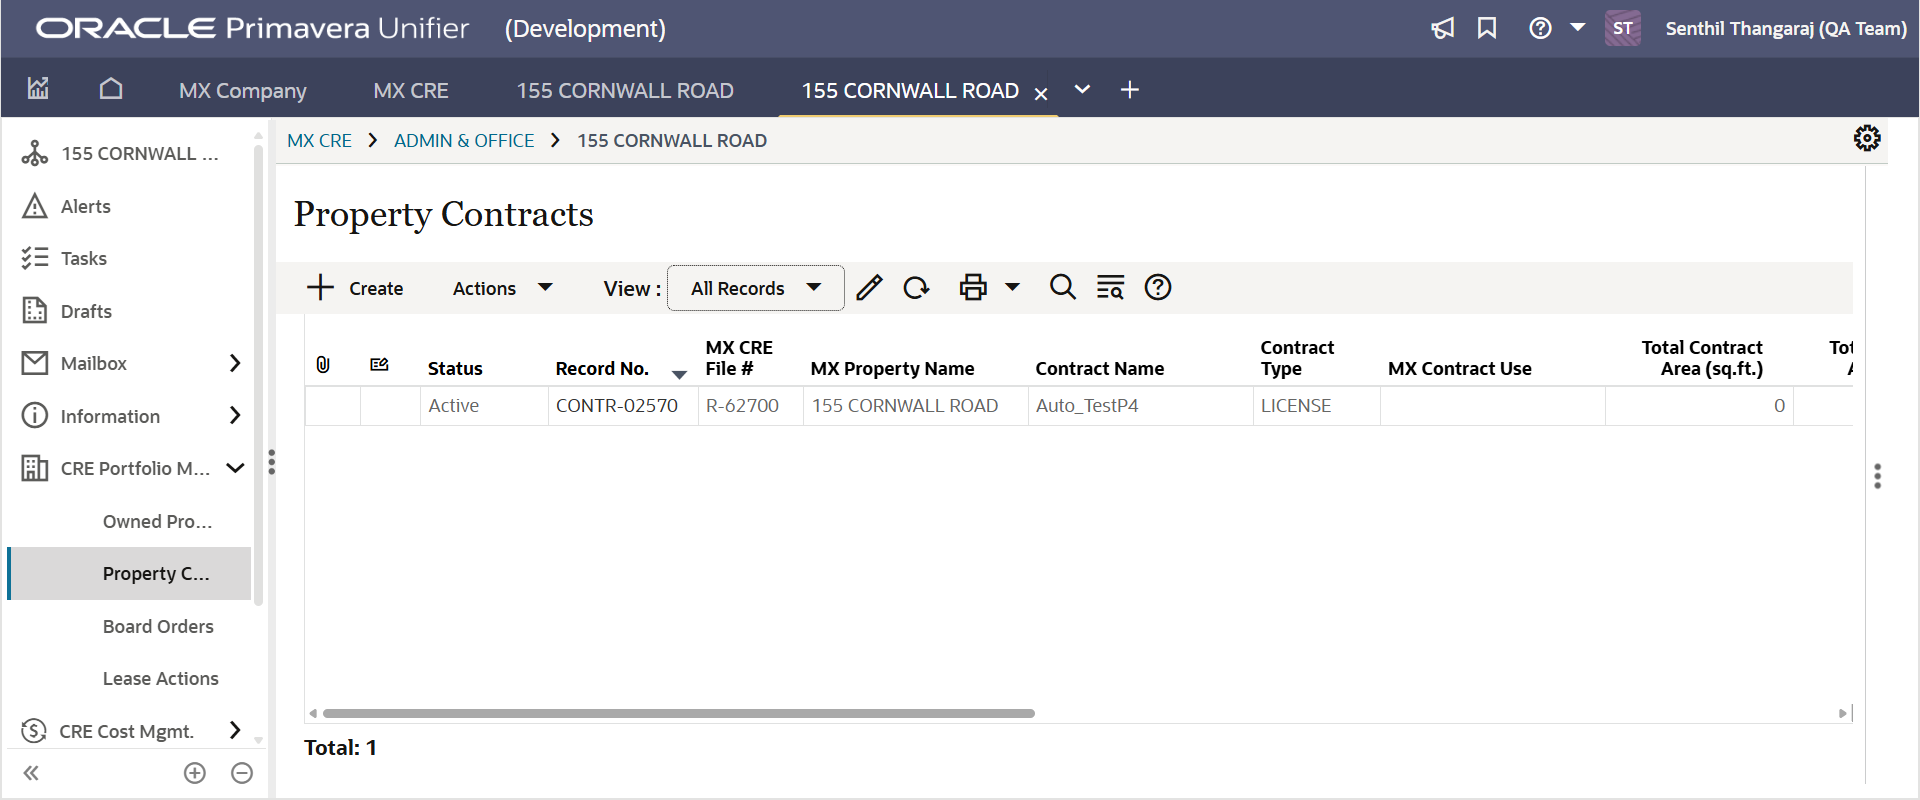 ORACLE Primavera Unifier (Development)
ST Senthil Thangaraj (QA Team)
MX Company MX CRE 155 CORNWALL ROAD 155 CORNWALL ROAD
155 CORNWALL ...
Alerts
Tasks
Drafts
Mailbox
Information
CRE Portfolio M...
Owned Pro...
Property C...
Board Orders
Lease Actions
CRE Cost Mgmt.
MX CRE ADMIN & OFFICE 155 CORNWALL ROAD
Property Contracts
Create Actions View : All Records
Status Record No. MX CRE File # MX Property Name Contract Name Contract Type MX Contract Use Total Contract Area (sq.ft.)
Active CONTR-02570 R-62700 155 CORNWALL ROAD Auto_TestP4 LICENSE 0
Total: 1